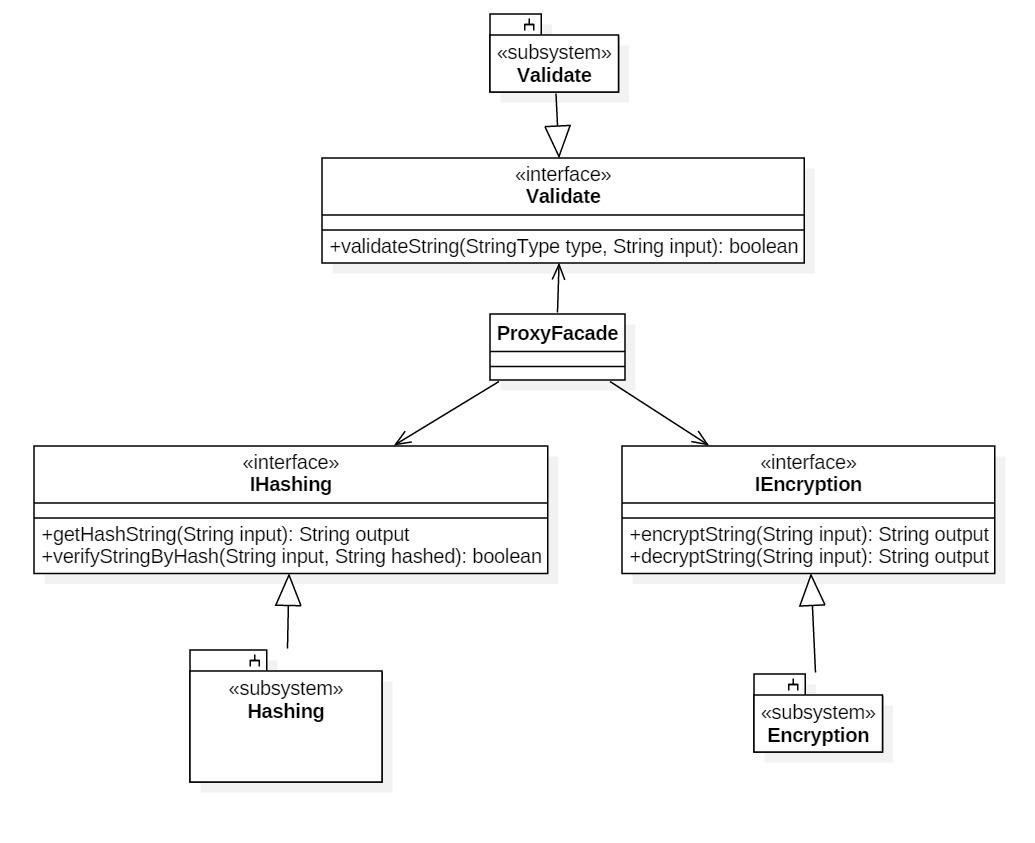 «subsystem»
Validate
«interface»
Validate
+validateString(StringType type, String input): boolean
ProxyFacade
«interface»
IHashing
+getHashString(String input): String output
+verifyStringByHash(String input, String hashed): boolean
«interface»
IEncryption
+encryptString(String input): String output
+decryptString(String input): String output
«subsystem»
Hashing
«subsystem»
Encryption